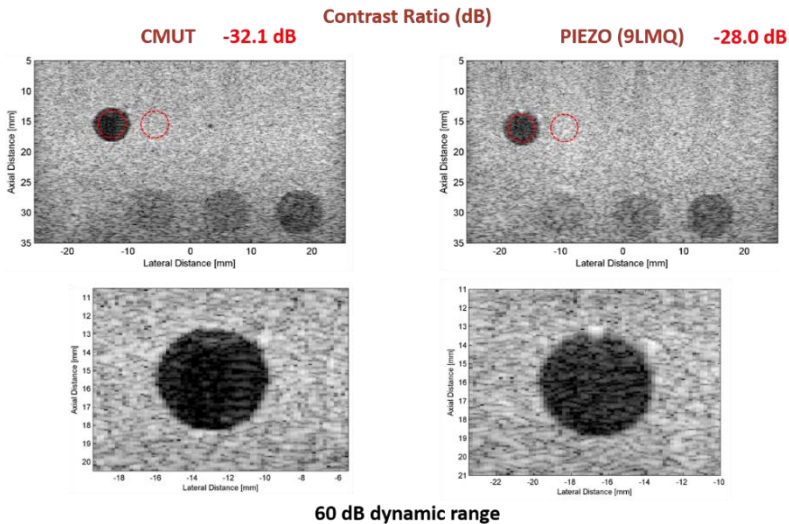 Contrast Ratio (dB)
CMUT -32.1 dB
PIEZO (9LMQ) -28.0 dB
5
10
15
20
25
30
35
Axial Distance [mm]
-20 -10 0 10 20
Lateral Distance [mm]
5
10
15
20
25
30
35
Axial Distance [mm]
-20 -10 0 10 20
Lateral Distance [mm]
11
12
13
14
15
16
17
18
19
20
Axial Distance [mm]
-18 -16 -14 -12 -10 -8 -6
Lateral Distance [mm]
11
12
13
14
15
16
17
18
19
20
21
Axial Distance [mm]
-22 -20 -18 -16 -14 -12 -10
Lateral Distance [mm]
60 dB dynamic range